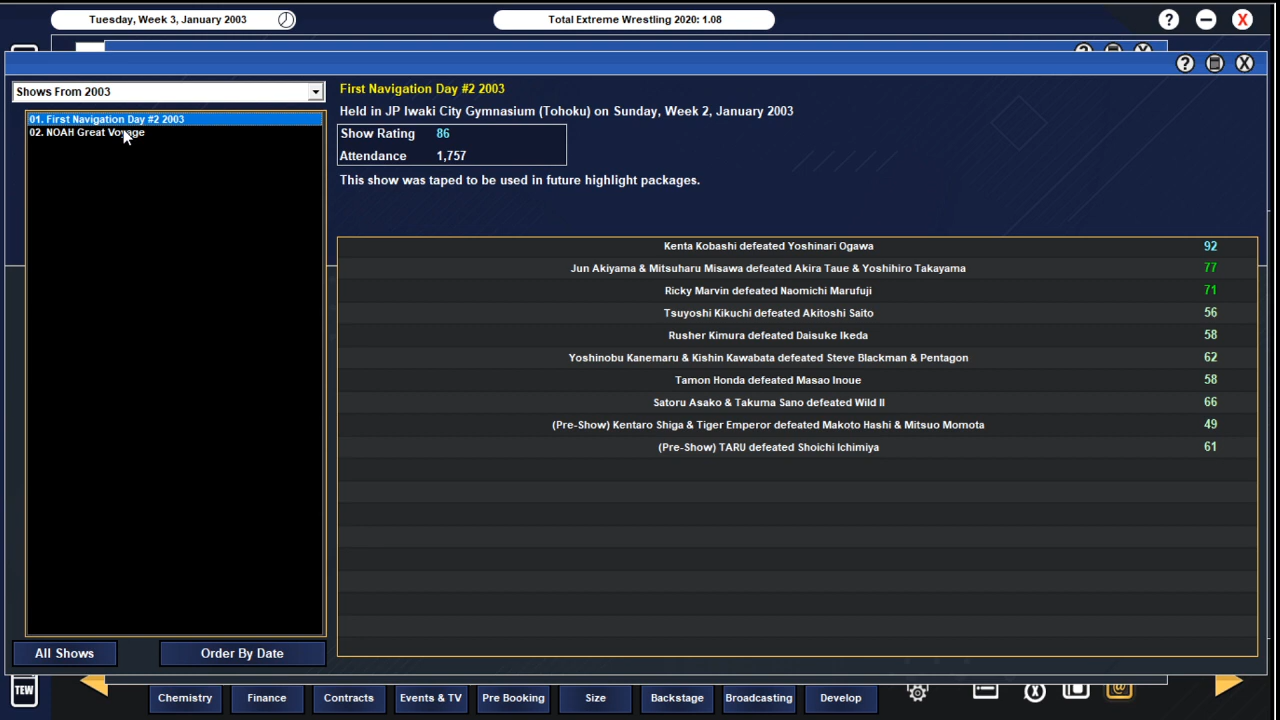 Tuesday, Week 3, January 2003
Total Extreme Wrestling 2020: 1.08
?
X
?
X
Shows From 2003
01. First Navigation Day #2 2003
02. NOAH Great Voyage
First Navigation Day #2 2003
Held in JP Iwaki City Gymnasium (Tohoku) on Sunday, Week 2, January 2003
Show Rating 86
Attendance 1,757
This show was taped to be used in future highlight packages.
Kenta Kobashi defeated Yoshinari Ogawa 92
Jun Akiyama & Mitsuharu Misawa defeated Akira Taue & Yoshihiro Takayama 77
Ricky Marvin defeated Naomichi Marufuji 71
Tsuyoshi Kikuchi defeated Akitoshi Saito 56
Rusher Kimura defeated Daisuke Ikeda 58
Yoshinobu Kanemaru & Kishin Kawabata defeated Steve Blackman & Pentagon 62
Tamon Honda defeated Masao Inoue 58
Satoru Asako & Takuma Sano defeated Wild II 66
(Pre-Show) Kentaro Shiga & Tiger Emperor defeated Makoto Hashi & Mitsuo Momota 49
(Pre-Show) TARU defeated Shoichi Ichimiya 61
All Shows
Order By Date
TEW
Chemistry
Finance
Contracts
Events & TV
Pre Booking
Size
Backstage
Broadcasting
Develop
@